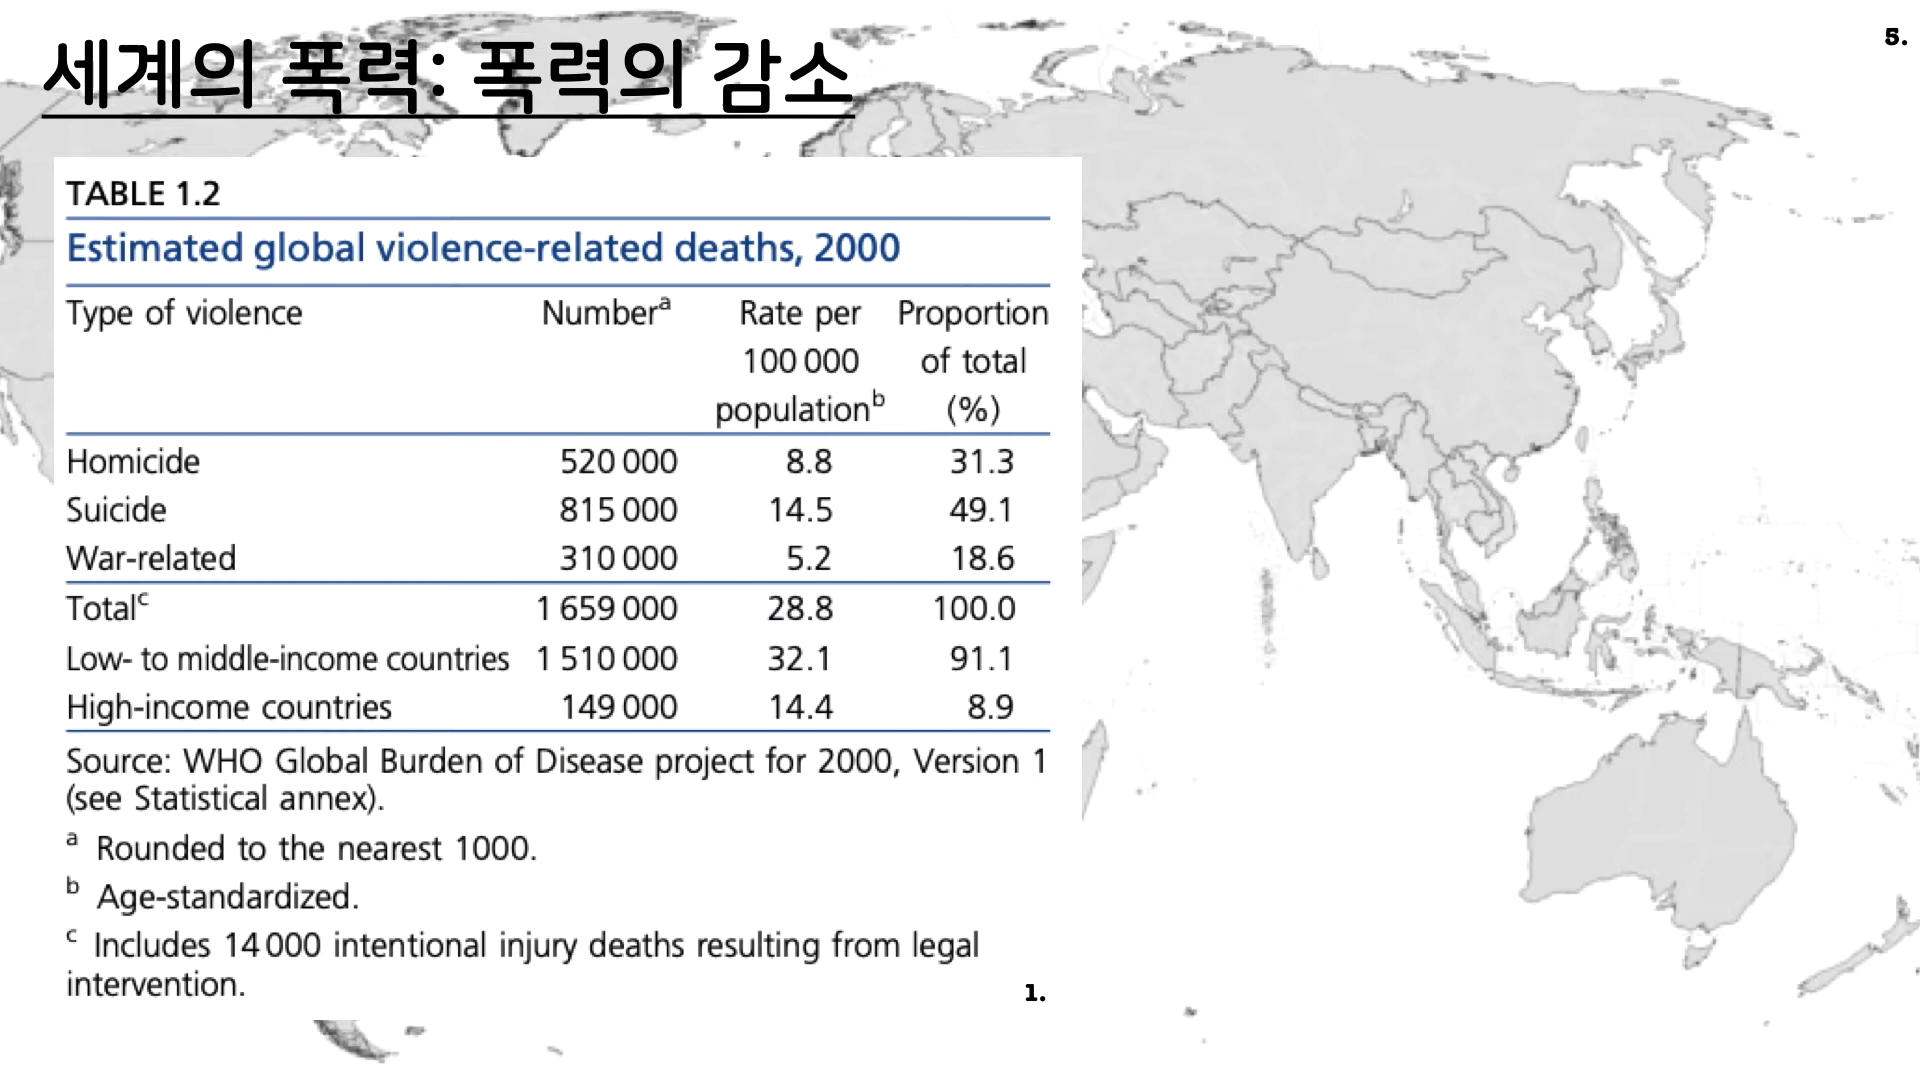 세계의 폭력: 폭력의 감소
5.
TABLE 1.2
Estimated global violence-related deaths, 2000
Type of violence Numberᵃ Rate per Proportion
100 000 of total
populationᵇ (%)
Homicide 520 000 8.8 31.3
Suicide 815 000 14.5 49.1
War-related 310 000 5.2 18.6
Totalᶜ 1 659 000 28.8 100.0
Low- to middle-income countries 1 510 000 32.1 91.1
High-income countries 149 000 14.4 8.9
Source: WHO Global Burden of Disease project for 2000, Version 1
(see Statistical annex).
ᵃ Rounded to the nearest 1000.
ᵇ Age-standardized.
ᶜ Includes 14 000 intentional injury deaths resulting from legal
intervention.
1.